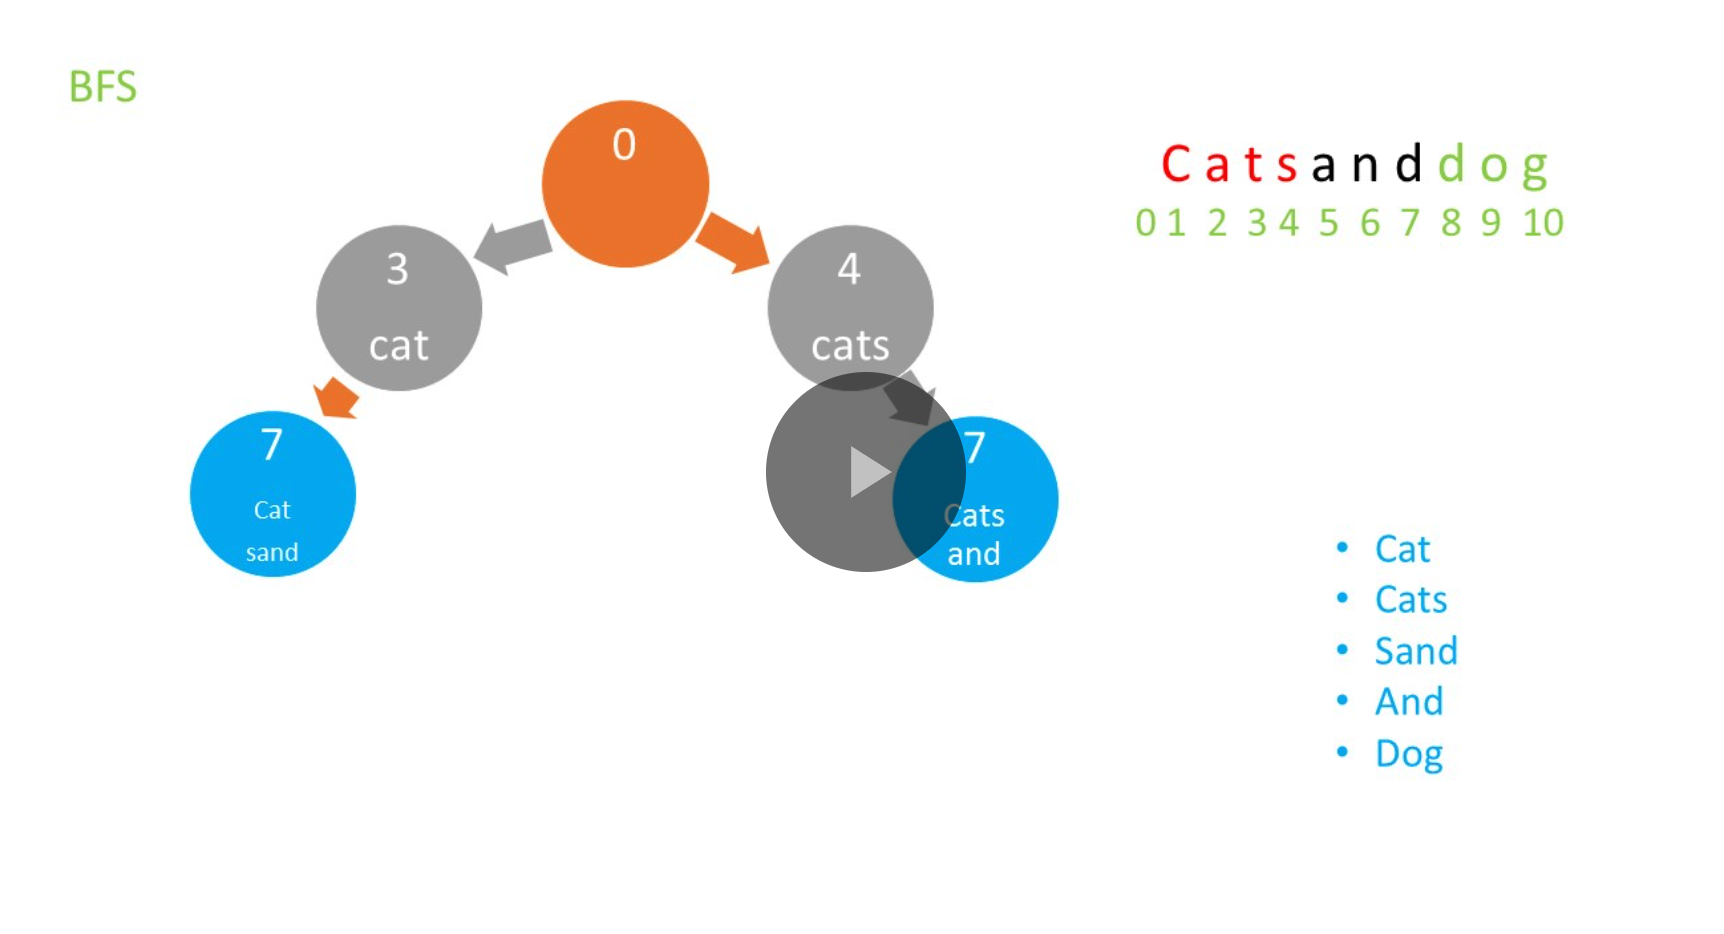 BFS
0
C a t s a n d d o g
0 1 2 3 4 5 6 7 8 9 10
3
cat
4
cats
7
Cat
sand
7
Cats
and
• Cat
• Cats
• Sand
• And
• Dog